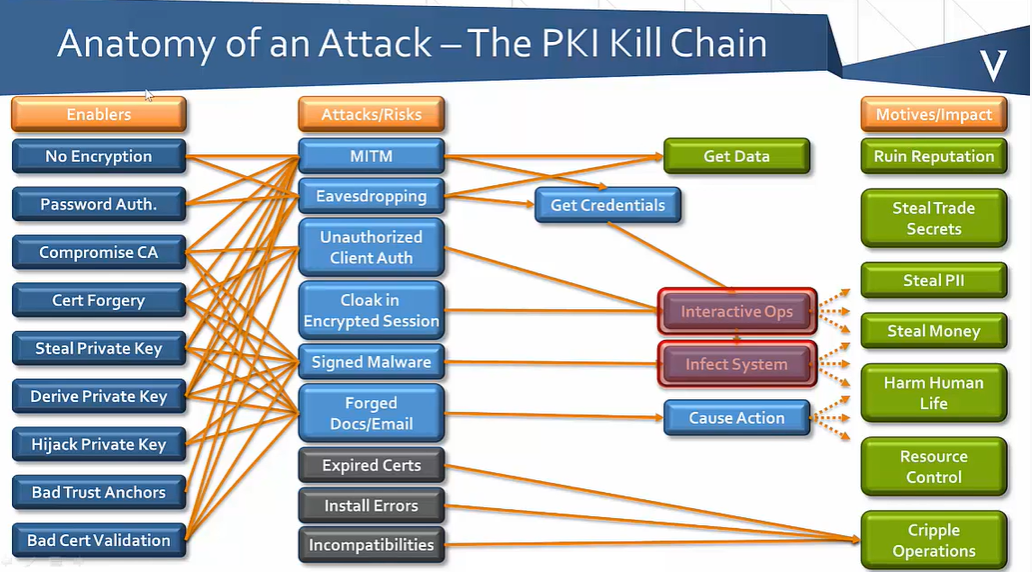 Anatomy of an Attack – The PKI Kill Chain
V
Enablers
No Encryption
Password Auth.
Compromise CA
Cert Forgery
Steal Private Key
Derive Private Key
Hijack Private Key
Bad Trust Anchors
Bad Cert Validation
Attacks/Risks
MITM
Eavesdropping
Unauthorized
Client Auth
Cloak in
Encrypted Session
Signed Malware
Forged
Docs/Email
Expired Certs
Install Errors
Incompatibilities
Get Data
Get Credentials
Interactive Ops
Infect System
Cause Action
Motives/Impact
Ruin Reputation
Steal Trade
Secrets
Steal PII
Steal Money
Harm Human
Life
Resource
Control
Cripple
Operations